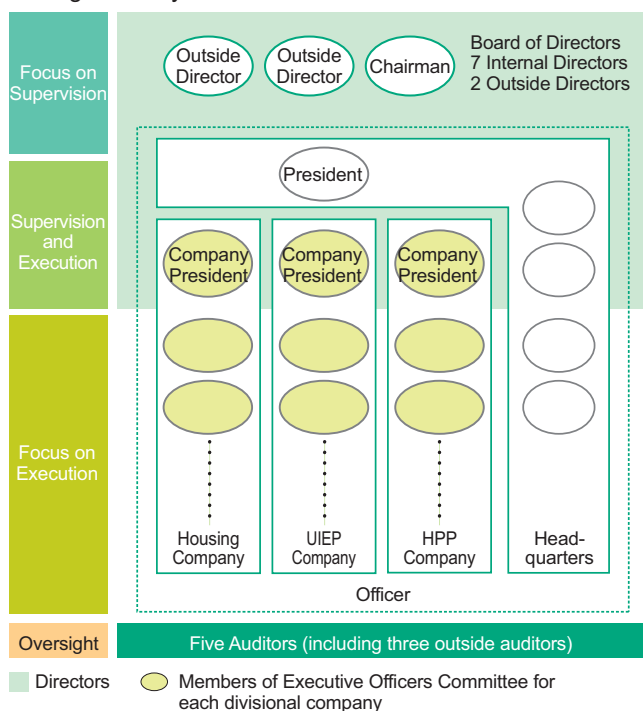 Focus on
Supervision
Outside
Director
Outside
Director
Chairman
Board of Directors
7 Internal Directors
2 Outside Directors
Supervision
and
Execution
President
Company
President
Company
President
Company
President
Focus on
Execution
Housing
Company
UIEP
Company
HPP
Company
Head-
quarters
Officer
Oversight
Five Auditors (including three outside auditors)
Directors
Members of Executive Officers Committee for
each divisional company